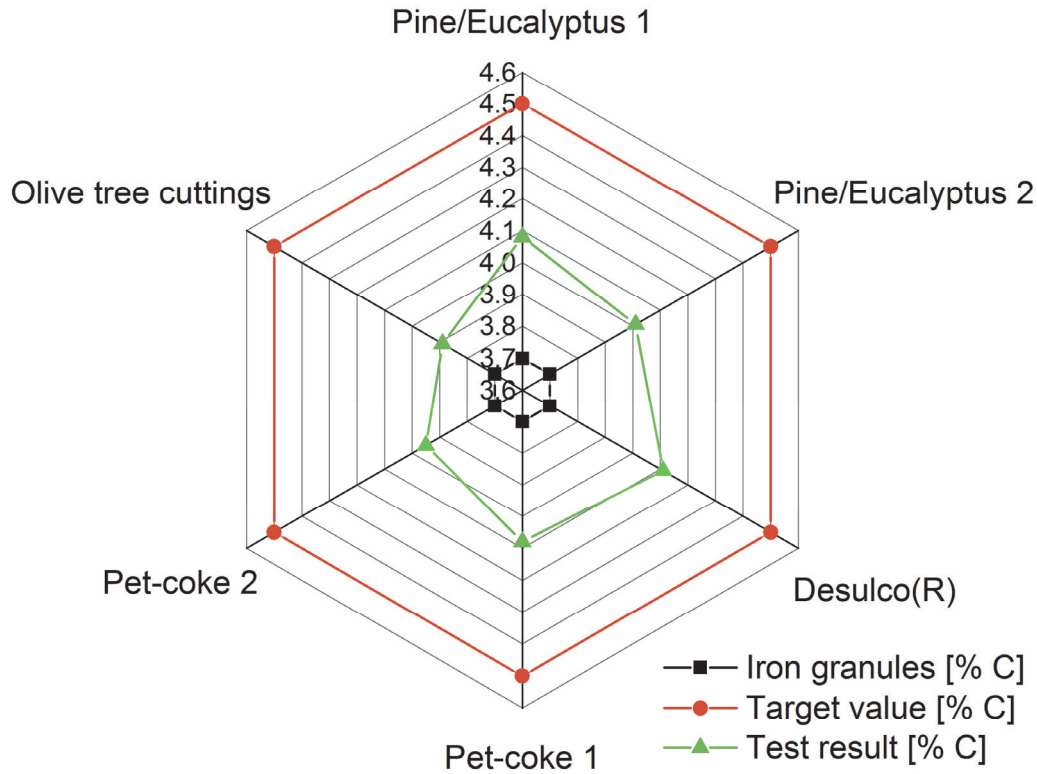 Pine/Eucalyptus 1
4.6
4.5
4.4
4.3
4.2
4.1
4.0
3.9
3.8
3.7
3.6
Olive tree cuttings
Pine/Eucalyptus 2
Pet-coke 2
Desulco(R)
Pet-coke 1
Iron granules [% C]
Target value [% C]
Test result [% C]